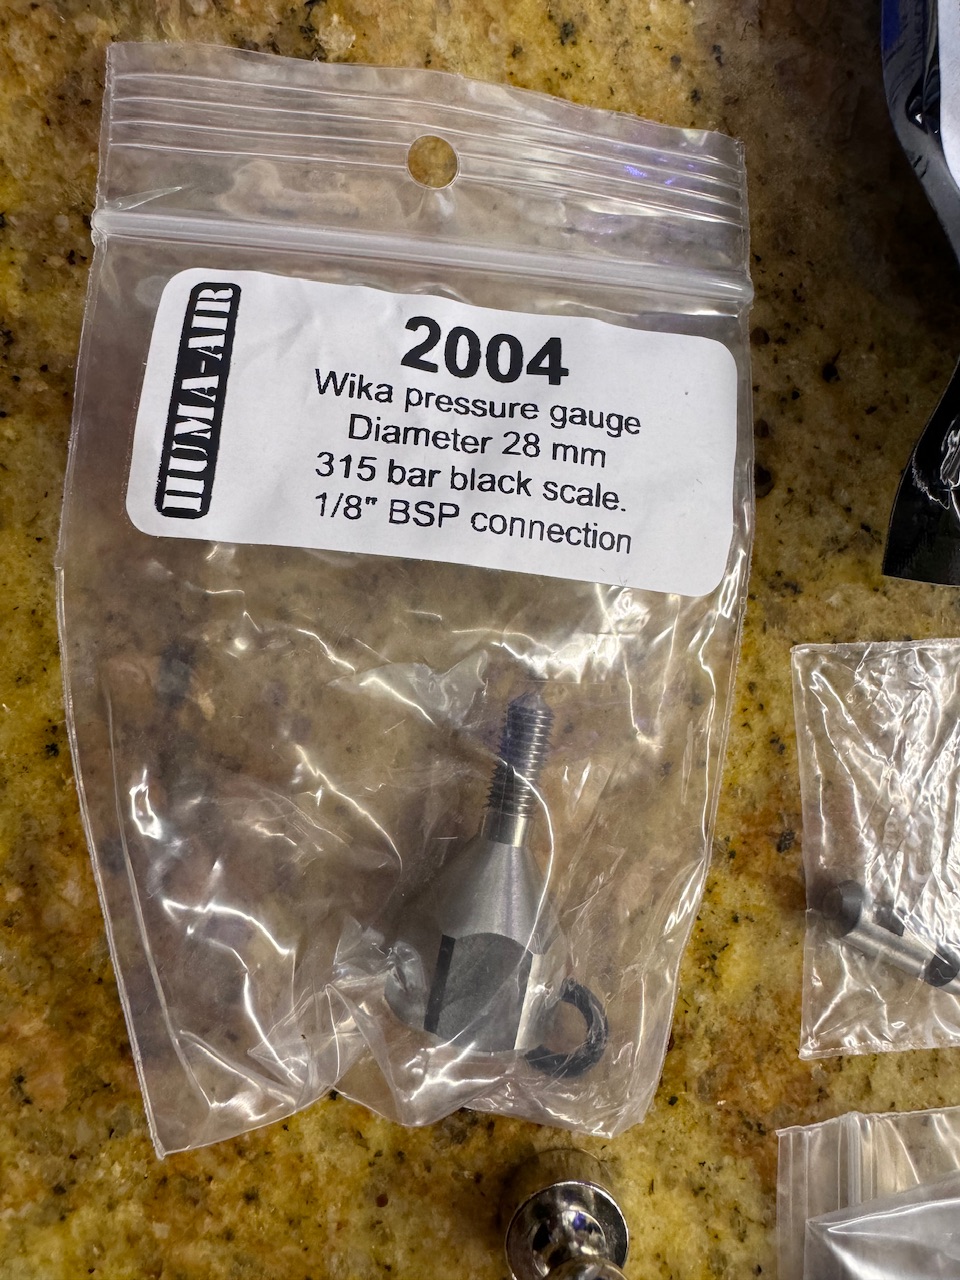 HUMA-AIR
2004
Wika pressure gauge
Diameter 28 mm
315 bar black scale.
1/8" BSP connection